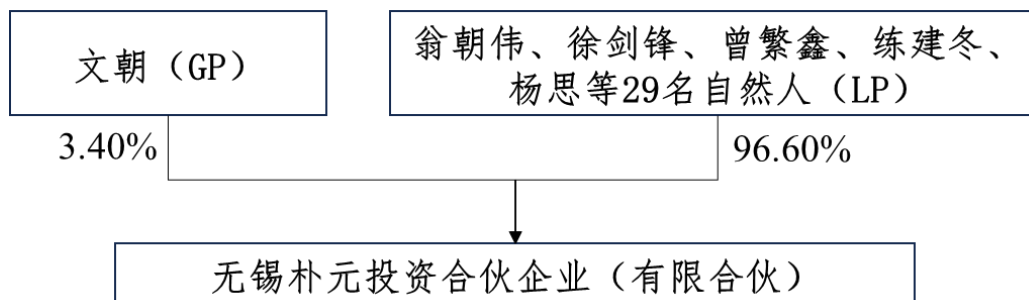 文朝（GP）
翁朝伟、徐剑锋、曾繁鑫、练建冬、
杨思等29名自然人（LP）
3.40%
96.60%
无锡朴元投资合伙企业（有限合伙）